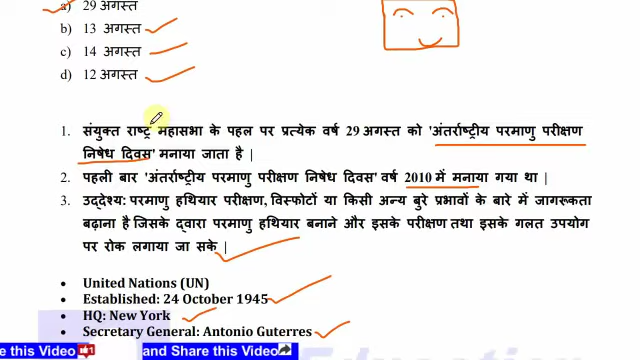 a) 29 अगस्त
b) 13 अगस्त
c) 14 अगस्त
d) 12 अगस्त
1. संयुक्त राष्ट्र महासभा के पहल पर प्रत्येक वर्ष 29 अगस्त को 'अंतर्राष्ट्रीय परमाणु परीक्षण
निषेध दिवस' मनाया जाता है |
2. पहली बार 'अंतर्राष्ट्रीय परमाणु परीक्षण निषेध दिवस' वर्ष 2010 में मनाया गया था |
3. उद्देश्य: परमाणु हथियार परीक्षण, विस्फोटों या किसी अन्य बुरे प्रभावों के बारे में जागरूकता
बढ़ाना है जिसके द्वारा परमाणु हथियार बनाने और इसके परीक्षण तथा इसके गलत उपयोग
पर रोक लगाया जा सके |
• United Nations (UN)
• Established: 24 October 1945
• HQ: New York
• Secretary General: Antonio Guterres
e this Video and Share this Video